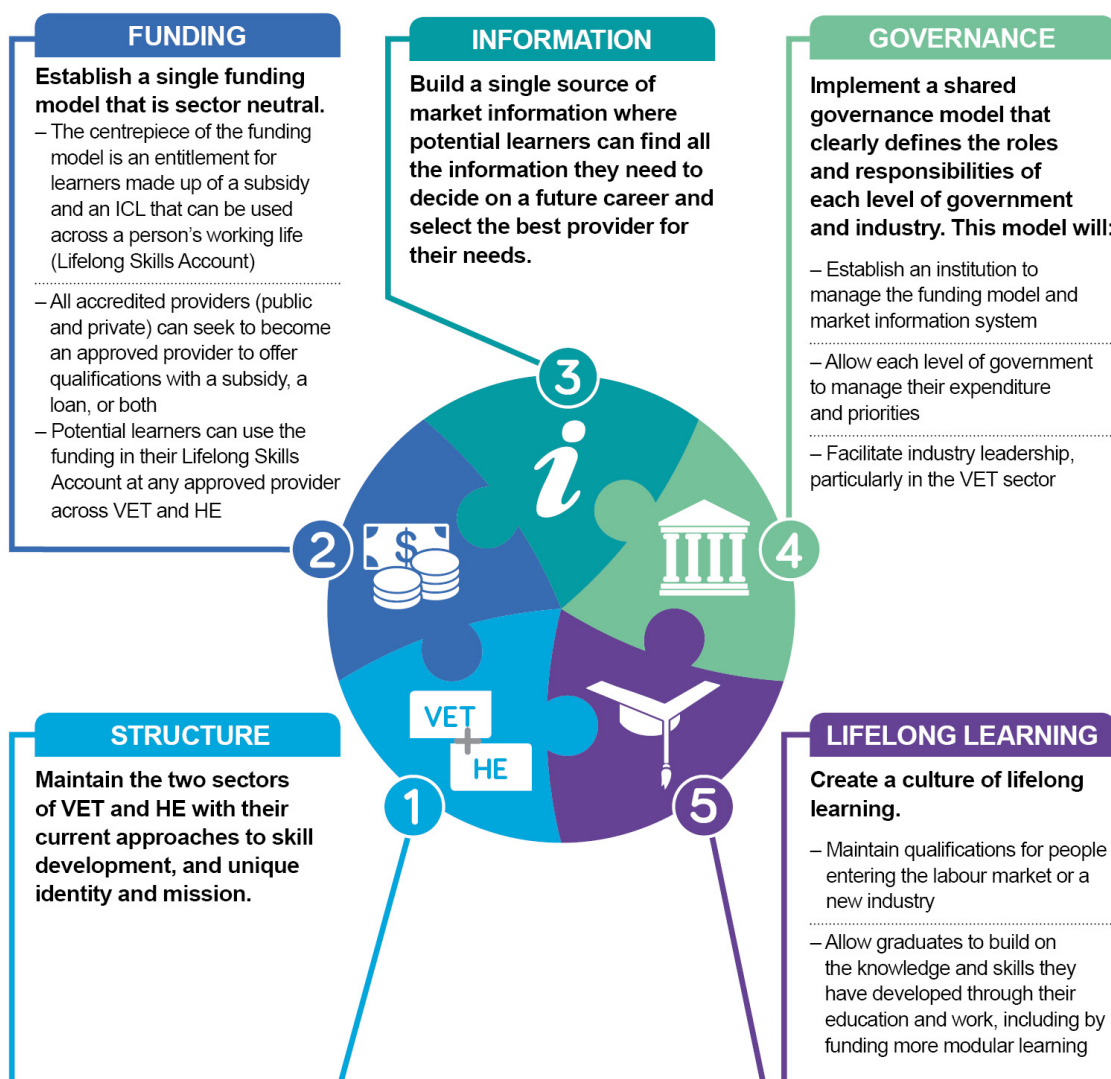 FUNDING
Establish a single funding
model that is sector neutral.
– The centrepiece of the funding
model is an entitlement for
learners made up of a subsidy
and an ICL that can be used
across a person's working life
(Lifelong Skills Account)
– All accredited providers (public
and private) can seek to become
an approved provider to offer
qualifications with a subsidy, a
loan, or both
– Potential learners can use the
funding in their Lifelong Skills
Account at any approved provider
across VET and HE
INFORMATION
Build a single source of
market information where
potential learners can find all
the information they need to
decide on a future career and
select the best provider for
their needs.
GOVERNANCE
Implement a shared
governance model that
clearly defines the roles
and responsibilities of
each level of government
and industry. This model will:
– Establish an institution to
manage the funding model and
market information system
– Allow each level of government
to manage their expenditure
and priorities
– Facilitate industry leadership,
particularly in the VET sector
3
i
2
$
4
VET
+
HE
1
5
STRUCTURE
Maintain the two sectors
of VET and HE with their
current approaches to skill
development, and unique
identity and mission.
LIFELONG LEARNING
Create a culture of lifelong
learning.
– Maintain qualifications for people
entering the labour market or a
new industry
– Allow graduates to build on
the knowledge and skills they
have developed through their
education and work, including by
funding more modular learning